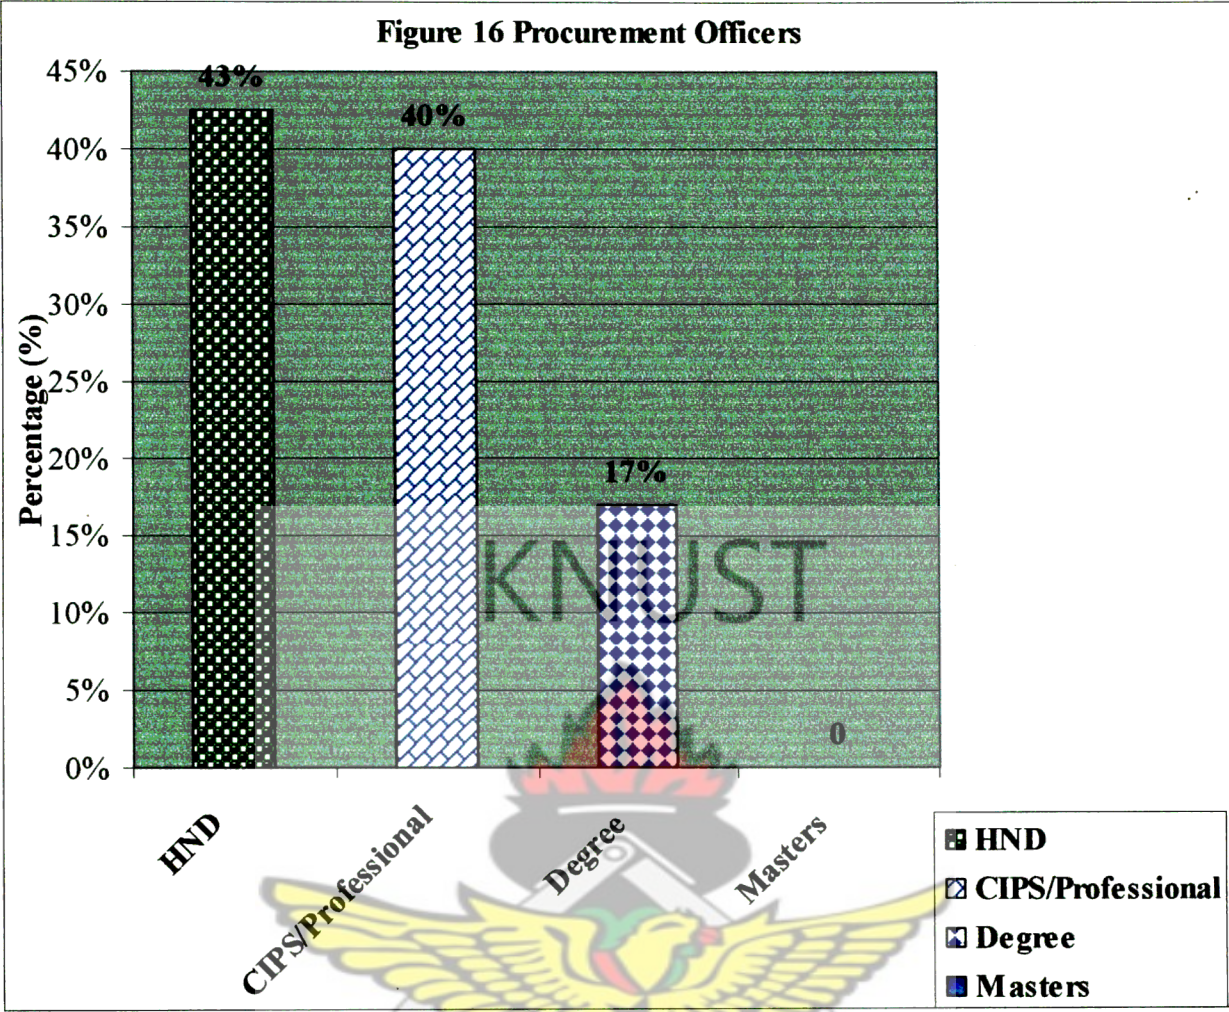 Figure 16 Procurement Officers
Percentage (%)
45%
40%
35%
30%
25%
20%
15%
10%
5%
0%
43%
40%
17%
0
KNUST
HND
CIPS/Professional
Degree
Masters
HND
CIPS/Professional
Degree
Masters